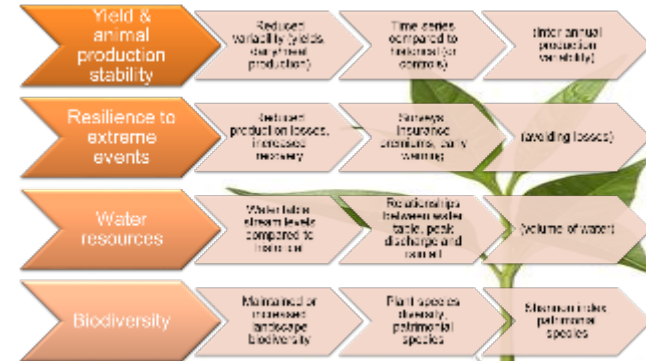 Yield &
animal
production
stability
Reduced
variability (yields,
dairy/meat
production)
Time series
compared to
historical (or
controls)
(Inter annual
production
variability)
Resilience to
extreme
events
Reduced
production losses,
increased
recovery
Surveys
insurance
premiums, early
warning
(avoiding losses)
Water
resources
Water table
stream levels
compared to
historical
Relationships
between water
table, peak
discharge and
rainfall
(volume of water)
Biodiversity
Maintained or
increased
landscape
biodiversity
Plant species
diversity,
patrimonial
species
Shannon index
patrimonial
species